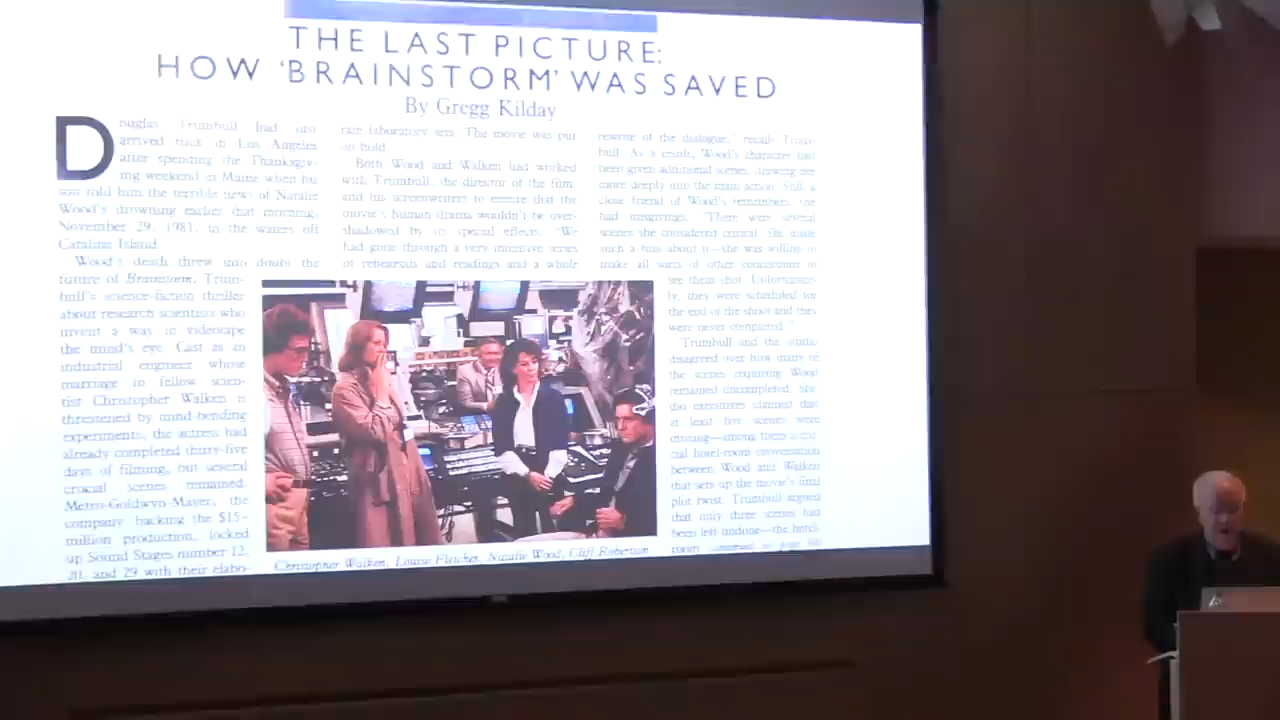 THE LAST PICTURE:
HOW 'BRAINSTORM' WAS SAVED
By Gregg Kilday
Douglas Trumbull had just
arrived back in Los Angeles
after spending the Thanksgiv-
ing weekend in Maine when his
son told him the terrible news of Natalie
Wood's drowning earlier that morning,
November 29, 1981, in the waters off
Catalina Island.
Wood's death threw into doubt the
future of Brainstorm, Trum-
bull's science-fiction thriller
about research scientists who
invent a way to videotape
the mind's eye. Cast as an
industrial engineer whose
marriage to fellow scien-
tist Christopher Walken is
threatened by mind-bending
experiments, the actress had
already completed thirty-five
days of filming, but several
crucial scenes remained.
Metro-Goldwyn-Mayer, the
company backing the $15-
million production, locked
up Sound Stages number 12,
20, and 29 with their elabo-
rate laboratory sets. The movie was put
on hold.
Both Wood and Walken had worked
with Trumbull, the director of the film,
and his screenwriters to ensure that the
movie's human drama wouldn't be over-
shadowed by its special effects. "We
had gone through a very intensive series
of rehearsals and readings and a whole
Christopher Walken, Louise Fletcher, Natalie Wood, Cliff Robertson
rewrite of the dialogue," recalls Trum-
bull. As a result, Wood's character had
been given additional scenes, drawing her
more deeply into the main action. Still, a
close friend of Wood's remembers, she
had misgivings. "There were several
scenes she considered critical. She made
such a fuss about it—she was willing to
make all sorts of other concessions to
see them shot. Unfortunate-
ly, they were scheduled for
the end of the shoot and they
were never completed."
Trumbull and the studio
disagreed over how many of
the scenes requiring Wood
remained uncompleted. Stu-
dio executives claimed that
at least five scenes were
missing—among them a cru-
cial hotel-room conversation
between Wood and Walken
that sets up the movie's final
plot twist. Trumbull argued
that only three scenes had
been left undone—the hotel-
room